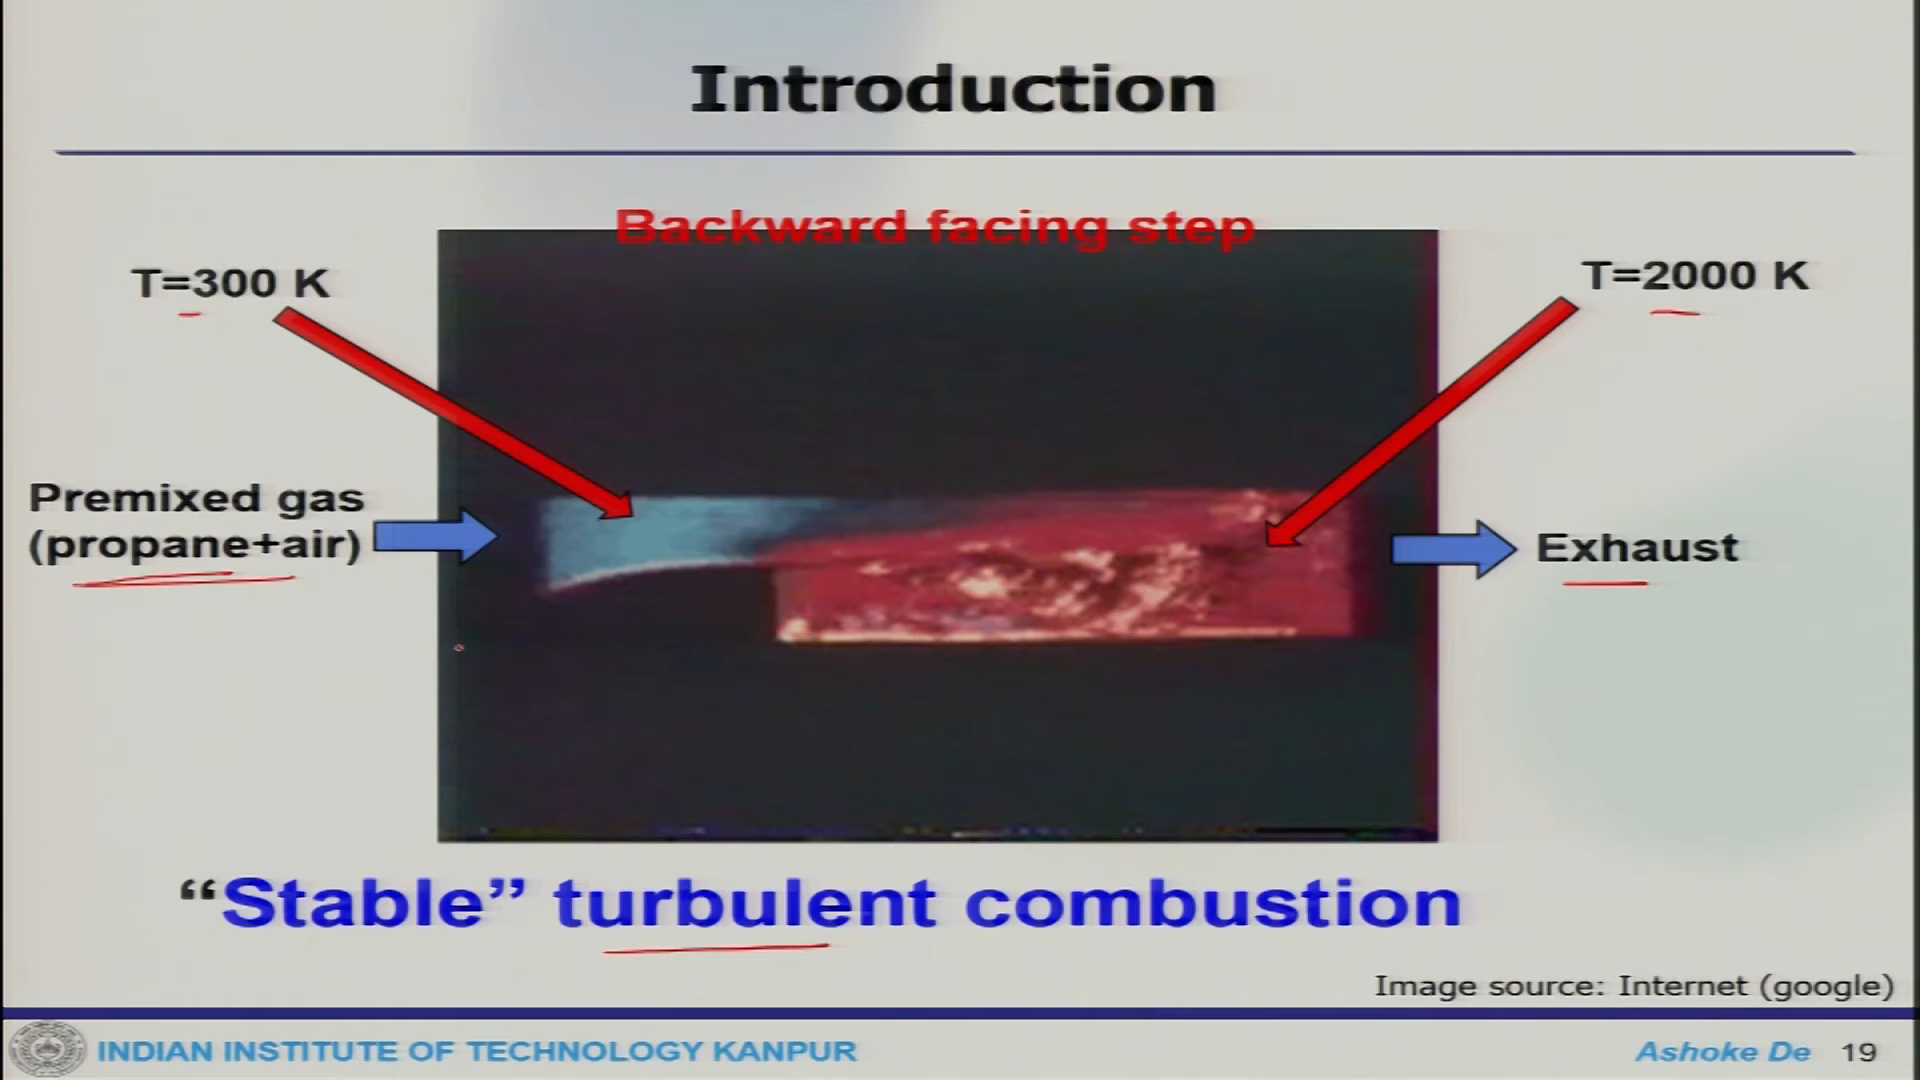 Introduction
Backward facing step
T=300 K
T=2000 K
Premixed gas
(propane+air)
Exhaust
“Stable” turbulent combustion
Image source: Internet (google)
INDIAN INSTITUTE OF TECHNOLOGY KANPUR
Ashoke De 19